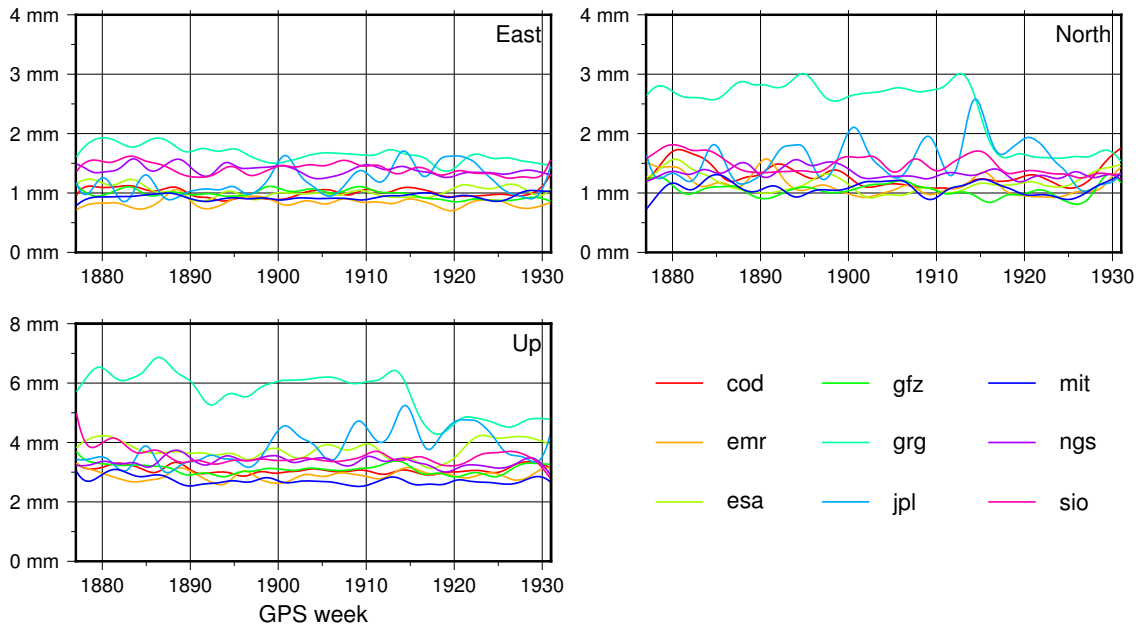 4 mm
3 mm
2 mm
1 mm
0 mm
East
1880 1890 1900 1910 1920 1930
4 mm
3 mm
2 mm
1 mm
0 mm
North
1880 1890 1900 1910 1920 1930
8 mm
6 mm
4 mm
2 mm
0 mm
Up
1880 1890 1900 1910 1920 1930
GPS week
cod gfz mit
emr grg ngs
esa jpl sio